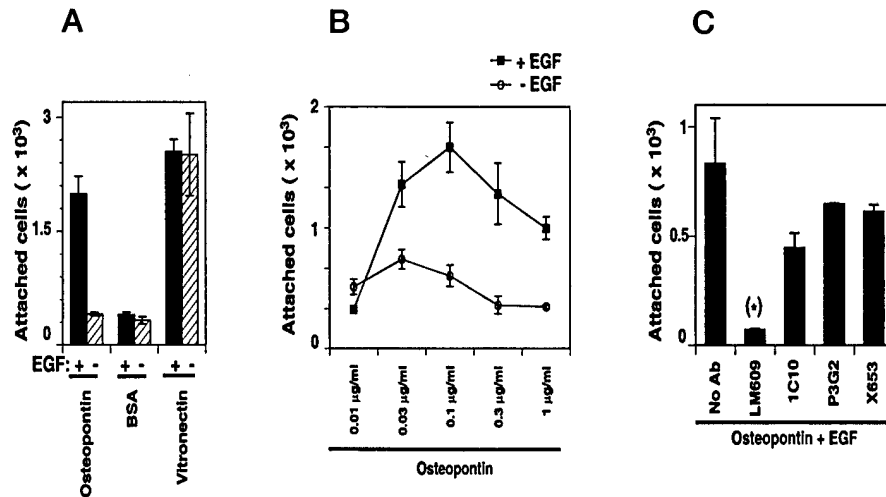 A
B
C
+ EGF
- EGF
Attached cells ( x 10³)
3
1.5
0
EGF: + - + - + -
Osteopontin
BSA
Vitronectin
Attached cells ( x 10³)
2
1
0
0.01 µg/ml
0.03 µg/ml
0.1 µg/ml
0.3 µg/ml
1 µg/ml
Osteopontin
Attached cells ( x 10³)
1
0.5
0
(*)
No Ab
LM609
1C10
P3G2
X653
Osteopontin + EGF